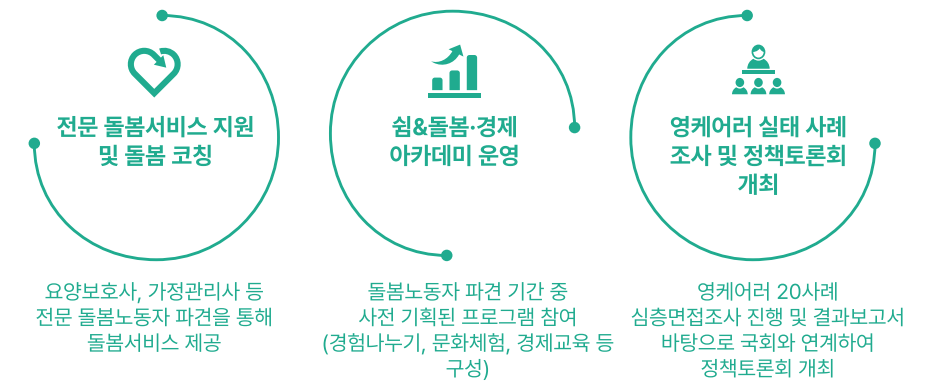 전문 돌봄서비스 지원
및 돌봄 코칭
요양보호사, 가정관리사 등
전문 돌봄노동자 파견을 통해
돌봄서비스 제공
쉼&돌봄·경제
아카데미 운영
돌봄노동자 파견 기간 중
사전 기획된 프로그램 참여
(경험나누기, 문화체험, 경제교육 등
구성)
영케어러 실태 사례
조사 및 정책토론회
개최
영케어러 20사례
심층면접조사 진행 및 결과보고서
바탕으로 국회와 연계하여
정책토론회 개최